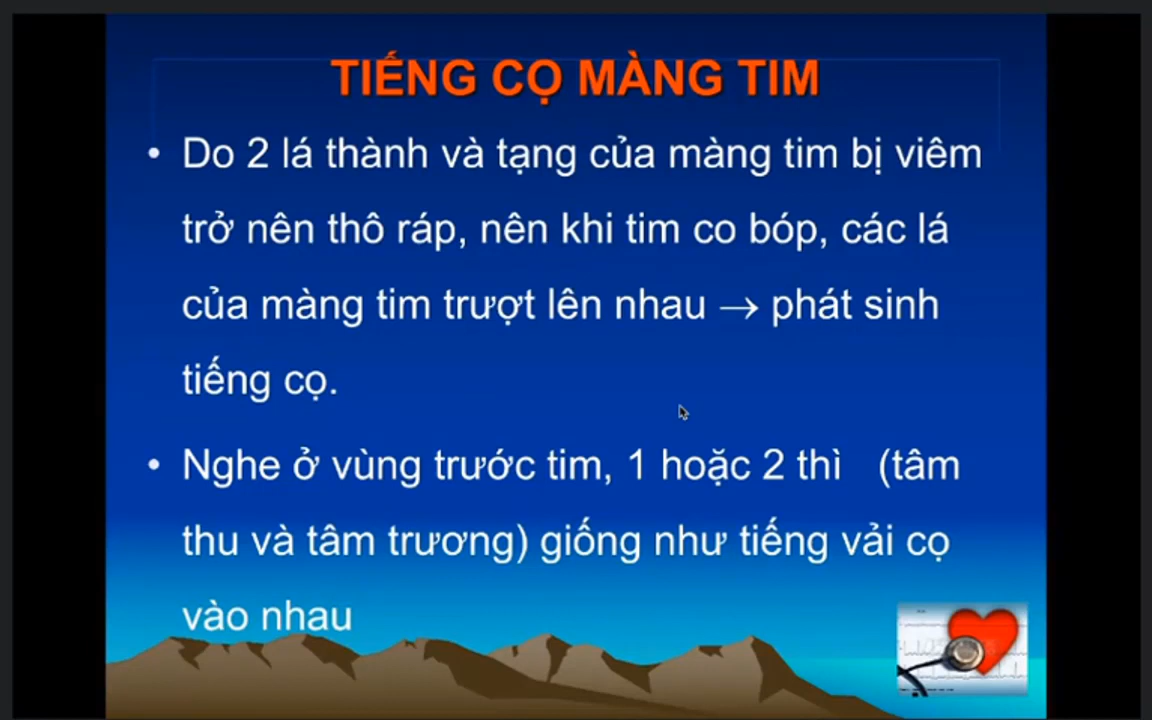 TIẾNG CỌ MÀNG TIM
• Do 2 lá thành và tạng của màng tim bị viêm
trở nên thô ráp, nên khi tim co bóp, các lá
của màng tim trượt lên nhau → phát sinh
tiếng cọ.
• Nghe ở vùng trước tim, 1 hoặc 2 thì (tâm
thu và tâm trương) giống như tiếng vải cọ
vào nhau